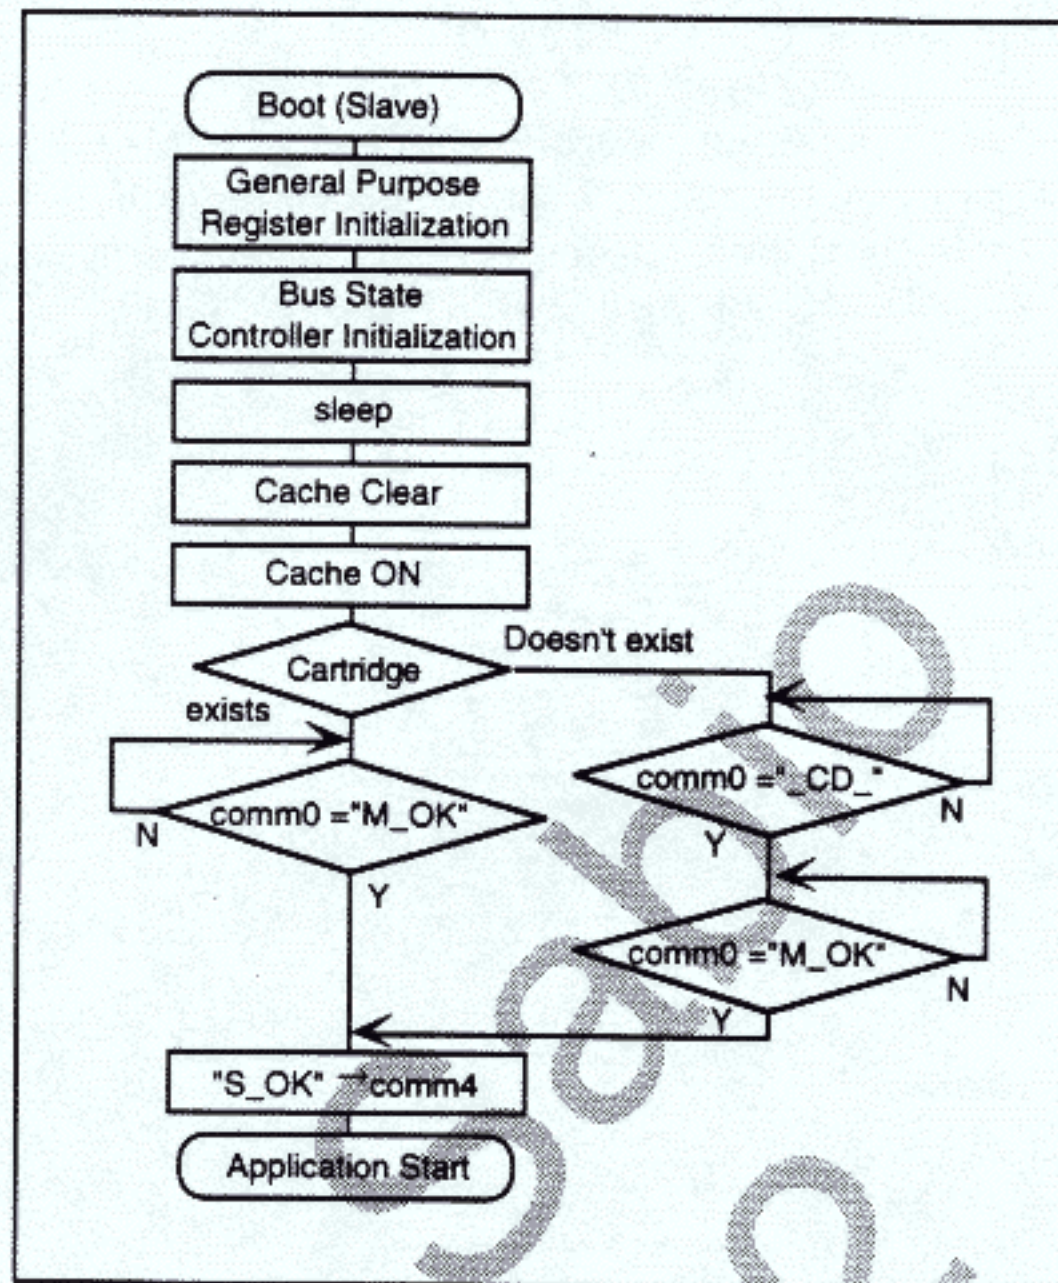 Boot (Slave)
General Purpose
Register Initialization
Bus State
Controller Initialization
sleep
Cache Clear
Cache ON
Cartridge
Doesn't exist
exists
comm0 ="M_OK"
N
Y
comm0 ="_CD_"
N
Y
comm0 ="M_OK"
N
Y
"S_OK" →comm4
Application Start